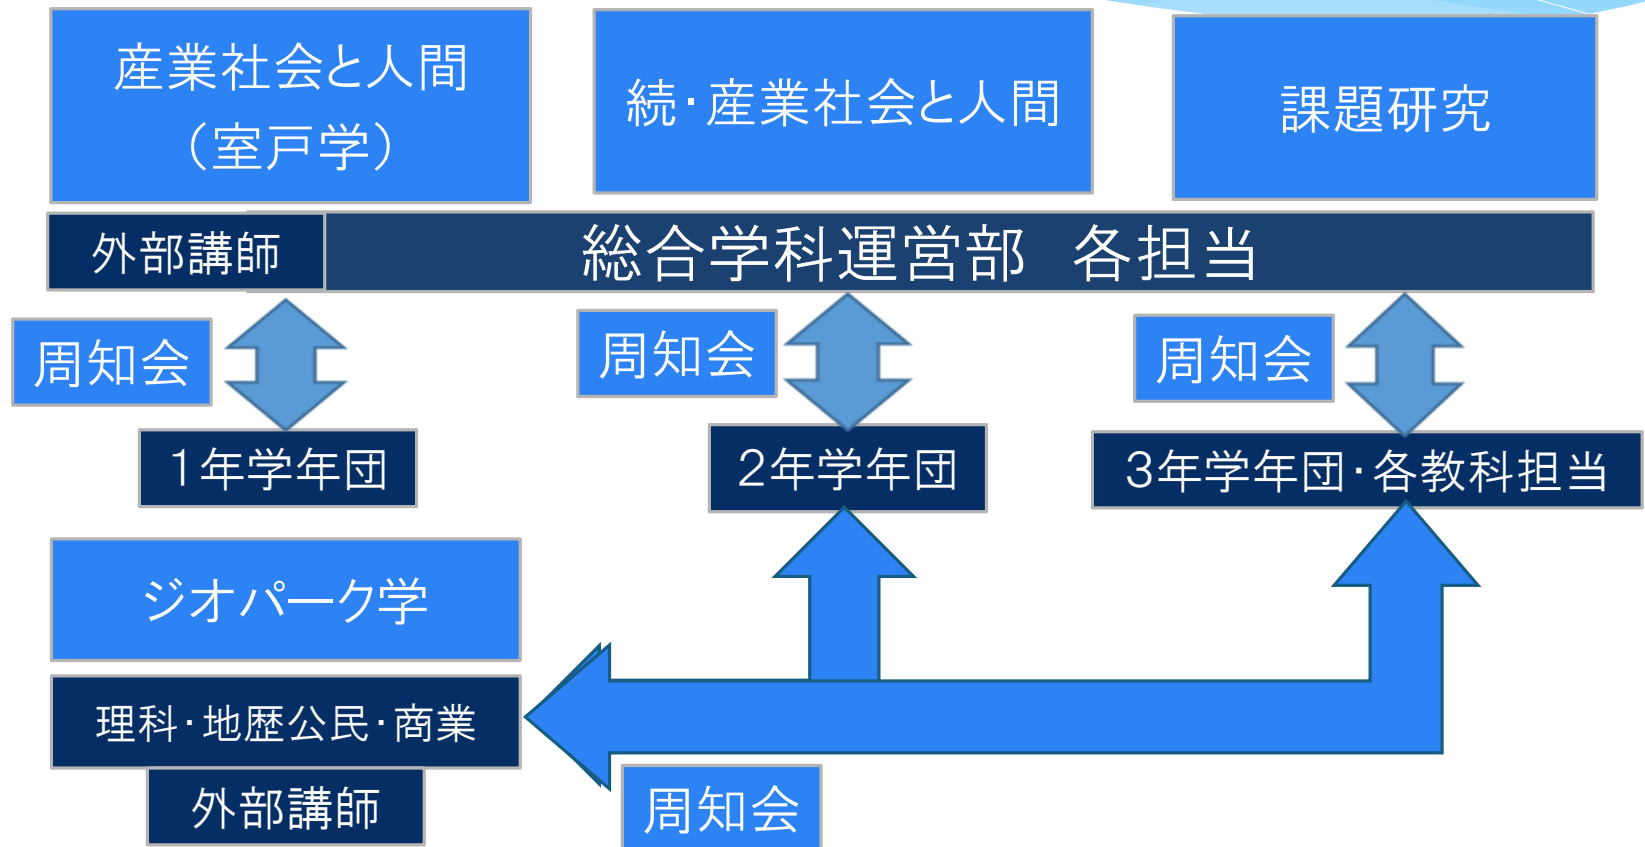 産業社会と人間
（室戸学）
続・産業社会と人間
課題研究
外部講師
総合学科運営部　各担当
周知会
周知会
周知会
1年学年団
2年学年団
3年学年団・各教科担当
ジオパーク学
理科・地歴公民・商業
外部講師
周知会